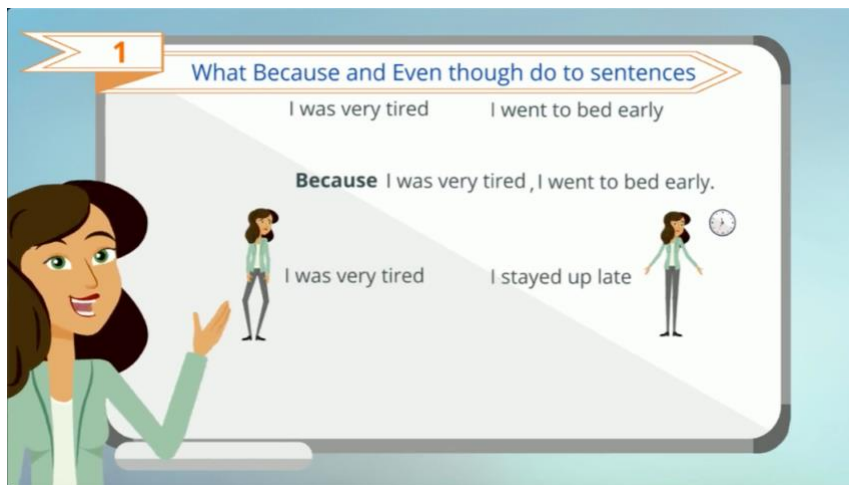 1
What Because and Even though do to sentences
I was very tired I went to bed early
Because I was very tired, I went to bed early.
I was very tired I stayed up late